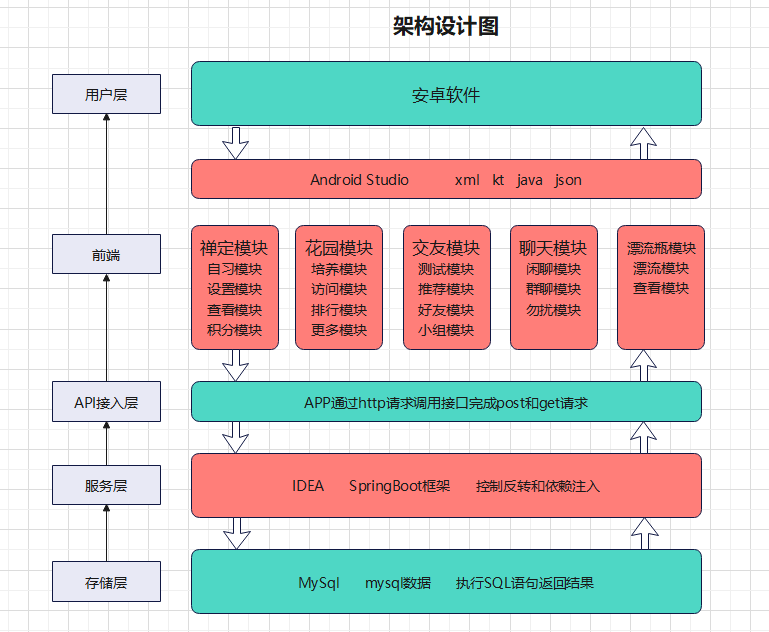 架构设计图
用户层
安卓软件
Android Studio xml kt java json
前端
禅定模块
自习模块
设置模块
查看模块
积分模块
花园模块
培养模块
访问模块
排行模块
更多模块
交友模块
测试模块
推荐模块
好友模块
小组模块
聊天模块
闲聊模块
群聊模块
勿扰模块
漂流瓶模块
漂流模块
查看模块
API接入层
APP通过http请求调用接口完成post和get请求
服务层
IDEA SpringBoot框架 控制反转和依赖注入
存储层
MySql mysql数据 执行SQL语句返回结果